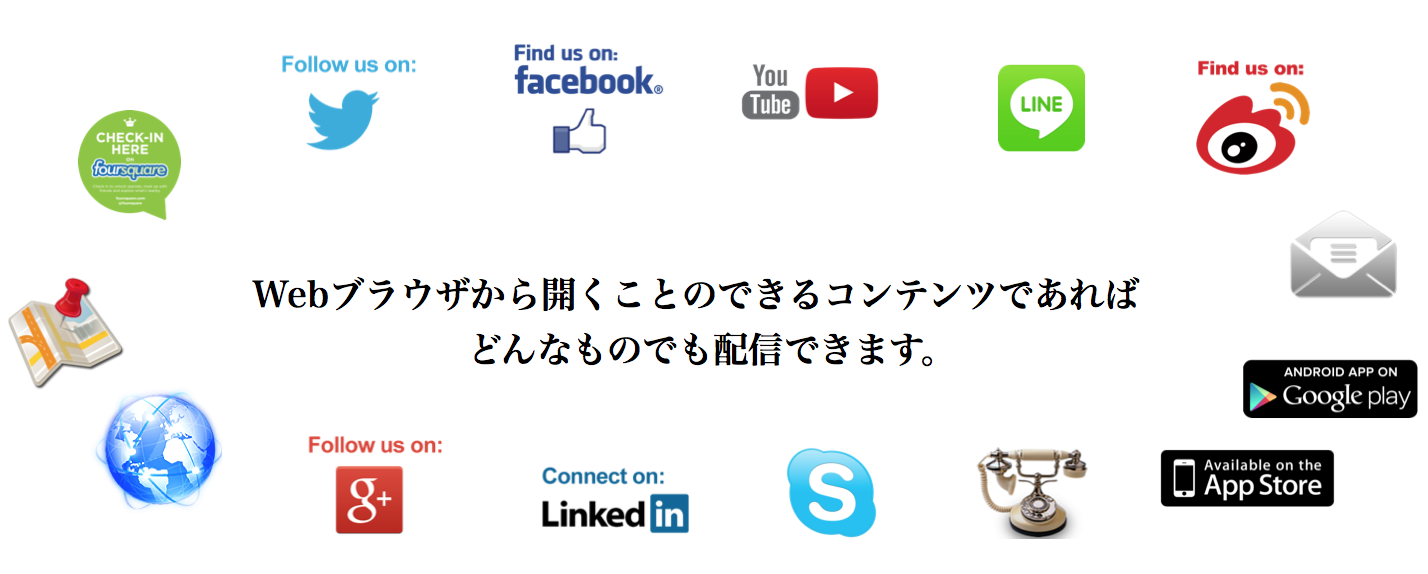 Follow us on:
Find us on:
facebook®
You
Tube
LINE
Find us on:
CHECK-IN
HERE
ON
foursquare
Webブラウザから開くことのできるコンテンツであれば
どんなものでも配信できます。
ANDROID APP ON
Google play
Follow us on:
g+
Connect on:
Linked in
S
Available on the
App Store